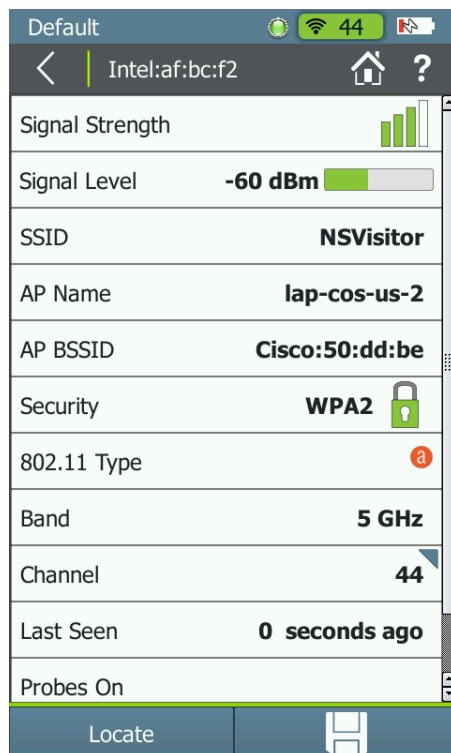 Default 44
Intel:af:bc:f2 ?
Signal Strength
Signal Level -60 dBm
SSID NSVisitor
AP Name lap-cos-us-2
AP BSSID Cisco:50:dd:be
Security WPA2
802.11 Type a
Band 5 GHz
Channel 44
Last Seen 0 seconds ago
Probes On
Locate